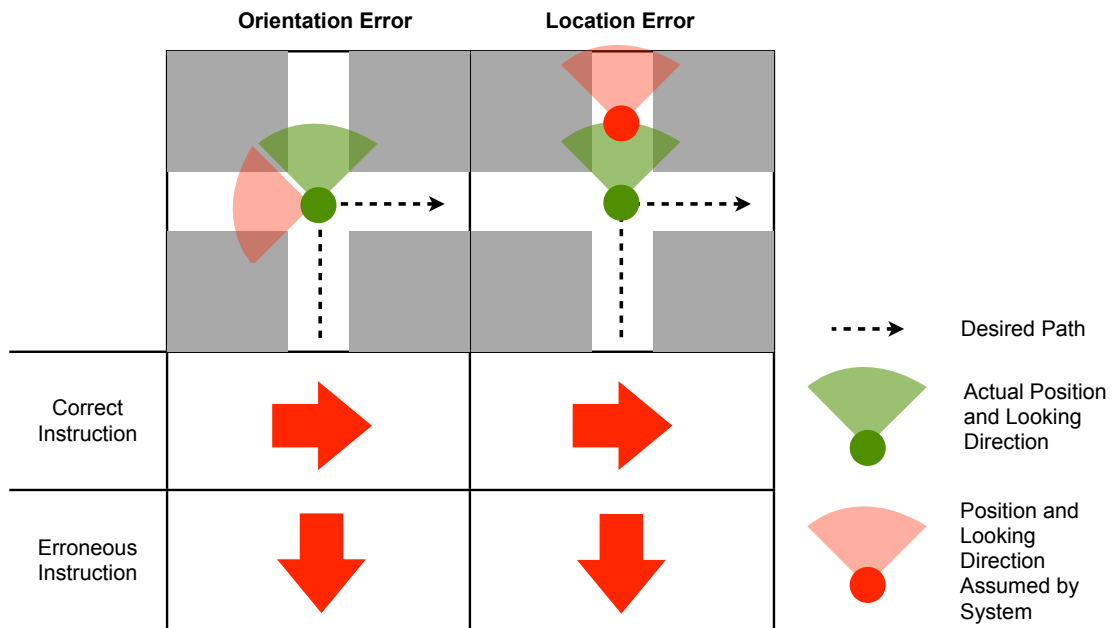 Orientation Error
Location Error
Desired Path
Correct
Instruction
Actual Position
and Looking
Direction
Erroneous
Instruction
Position and
Looking
Direction
Assumed by
System